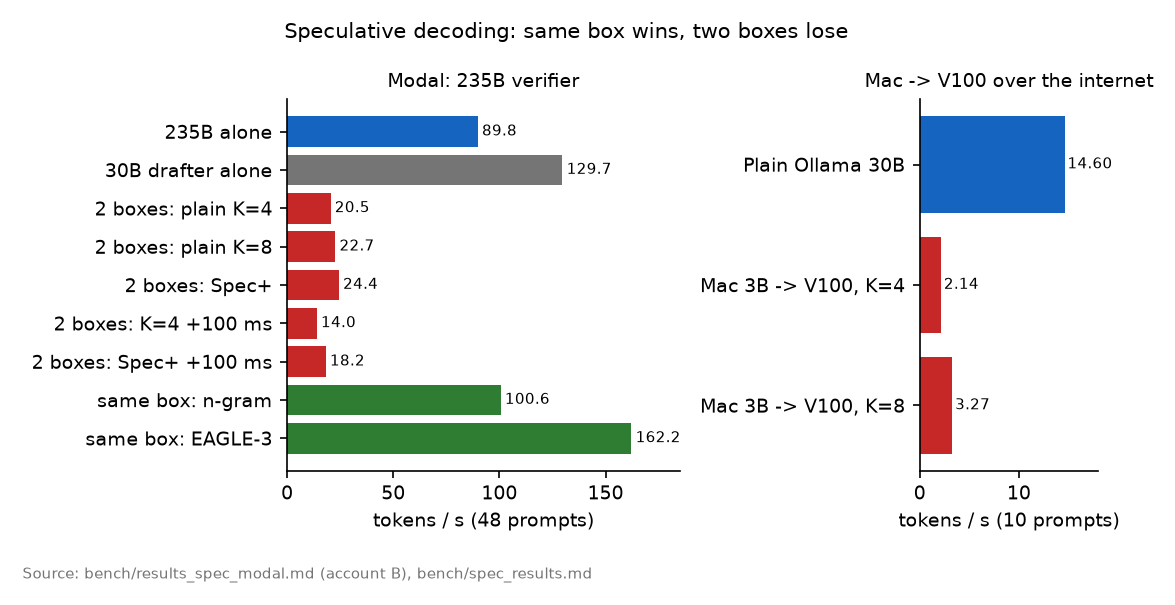 Speculative decoding: same box wins, two boxes lose
Modal: 235B verifier
235B alone
89.8
30B drafter alone
129.7
2 boxes: plain K=4
20.5
2 boxes: plain K=8
22.7
2 boxes: Spec+
24.4
2 boxes: K=4 +100 ms
14.0
2 boxes: Spec+ +100 ms
18.2
same box: n-gram
100.6
same box: EAGLE-3
162.2
0 50 100 150
tokens / s (48 prompts)
Mac -> V100 over the internet
Plain Ollama 30B
14.60
Mac 3B -> V100, K=4
2.14
Mac 3B -> V100, K=8
3.27
0 10
tokens / s (10 prompts)
Source: bench/results_spec_modal.md (account B), bench/spec_results.md